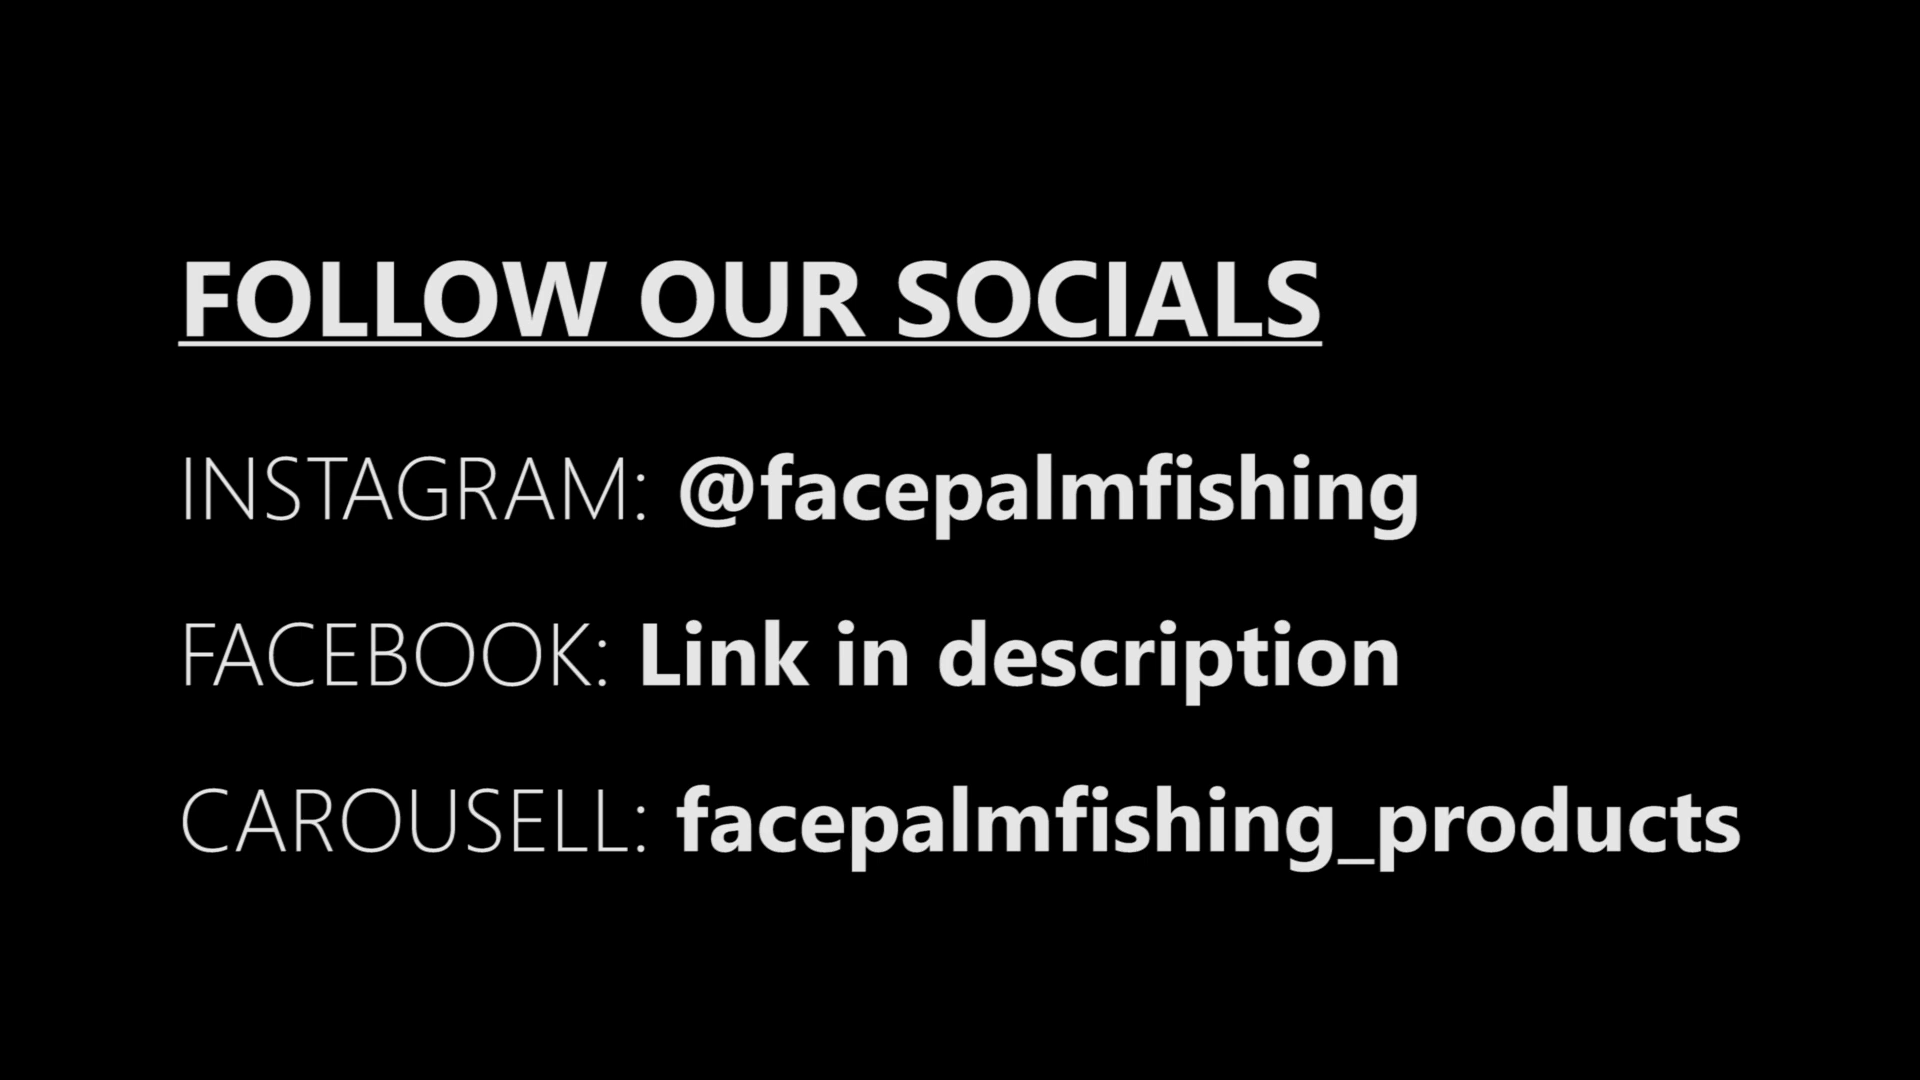 FOLLOW OUR SOCIALS
INSTAGRAM: @facepalmfishing
FACEBOOK: Link in description
CAROUSELL: facepalmfishing_products